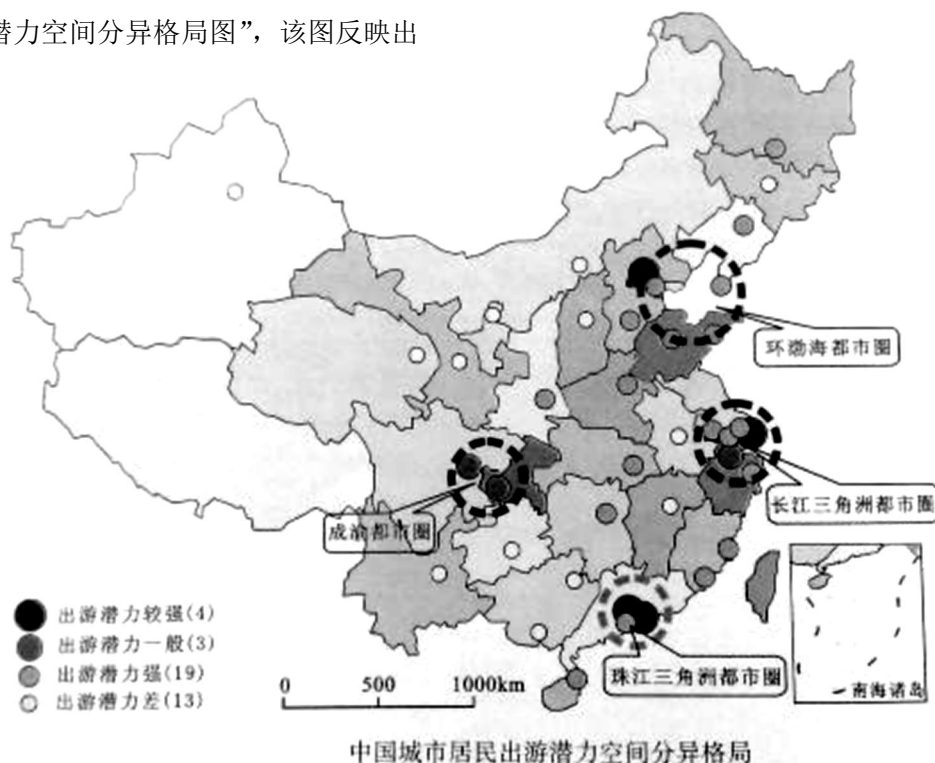 潜力空间分异格局图”，该图反映出
环渤海都市圈
长江三角洲都市圈
成渝都市圈
珠江三角洲都市圈
出游潜力较强(4)
出游潜力一般(3)
出游潜力强(19)
出游潜力差(13)
0 500 1000km
南海诸岛
中国城市居民出游潜力空间分异格局